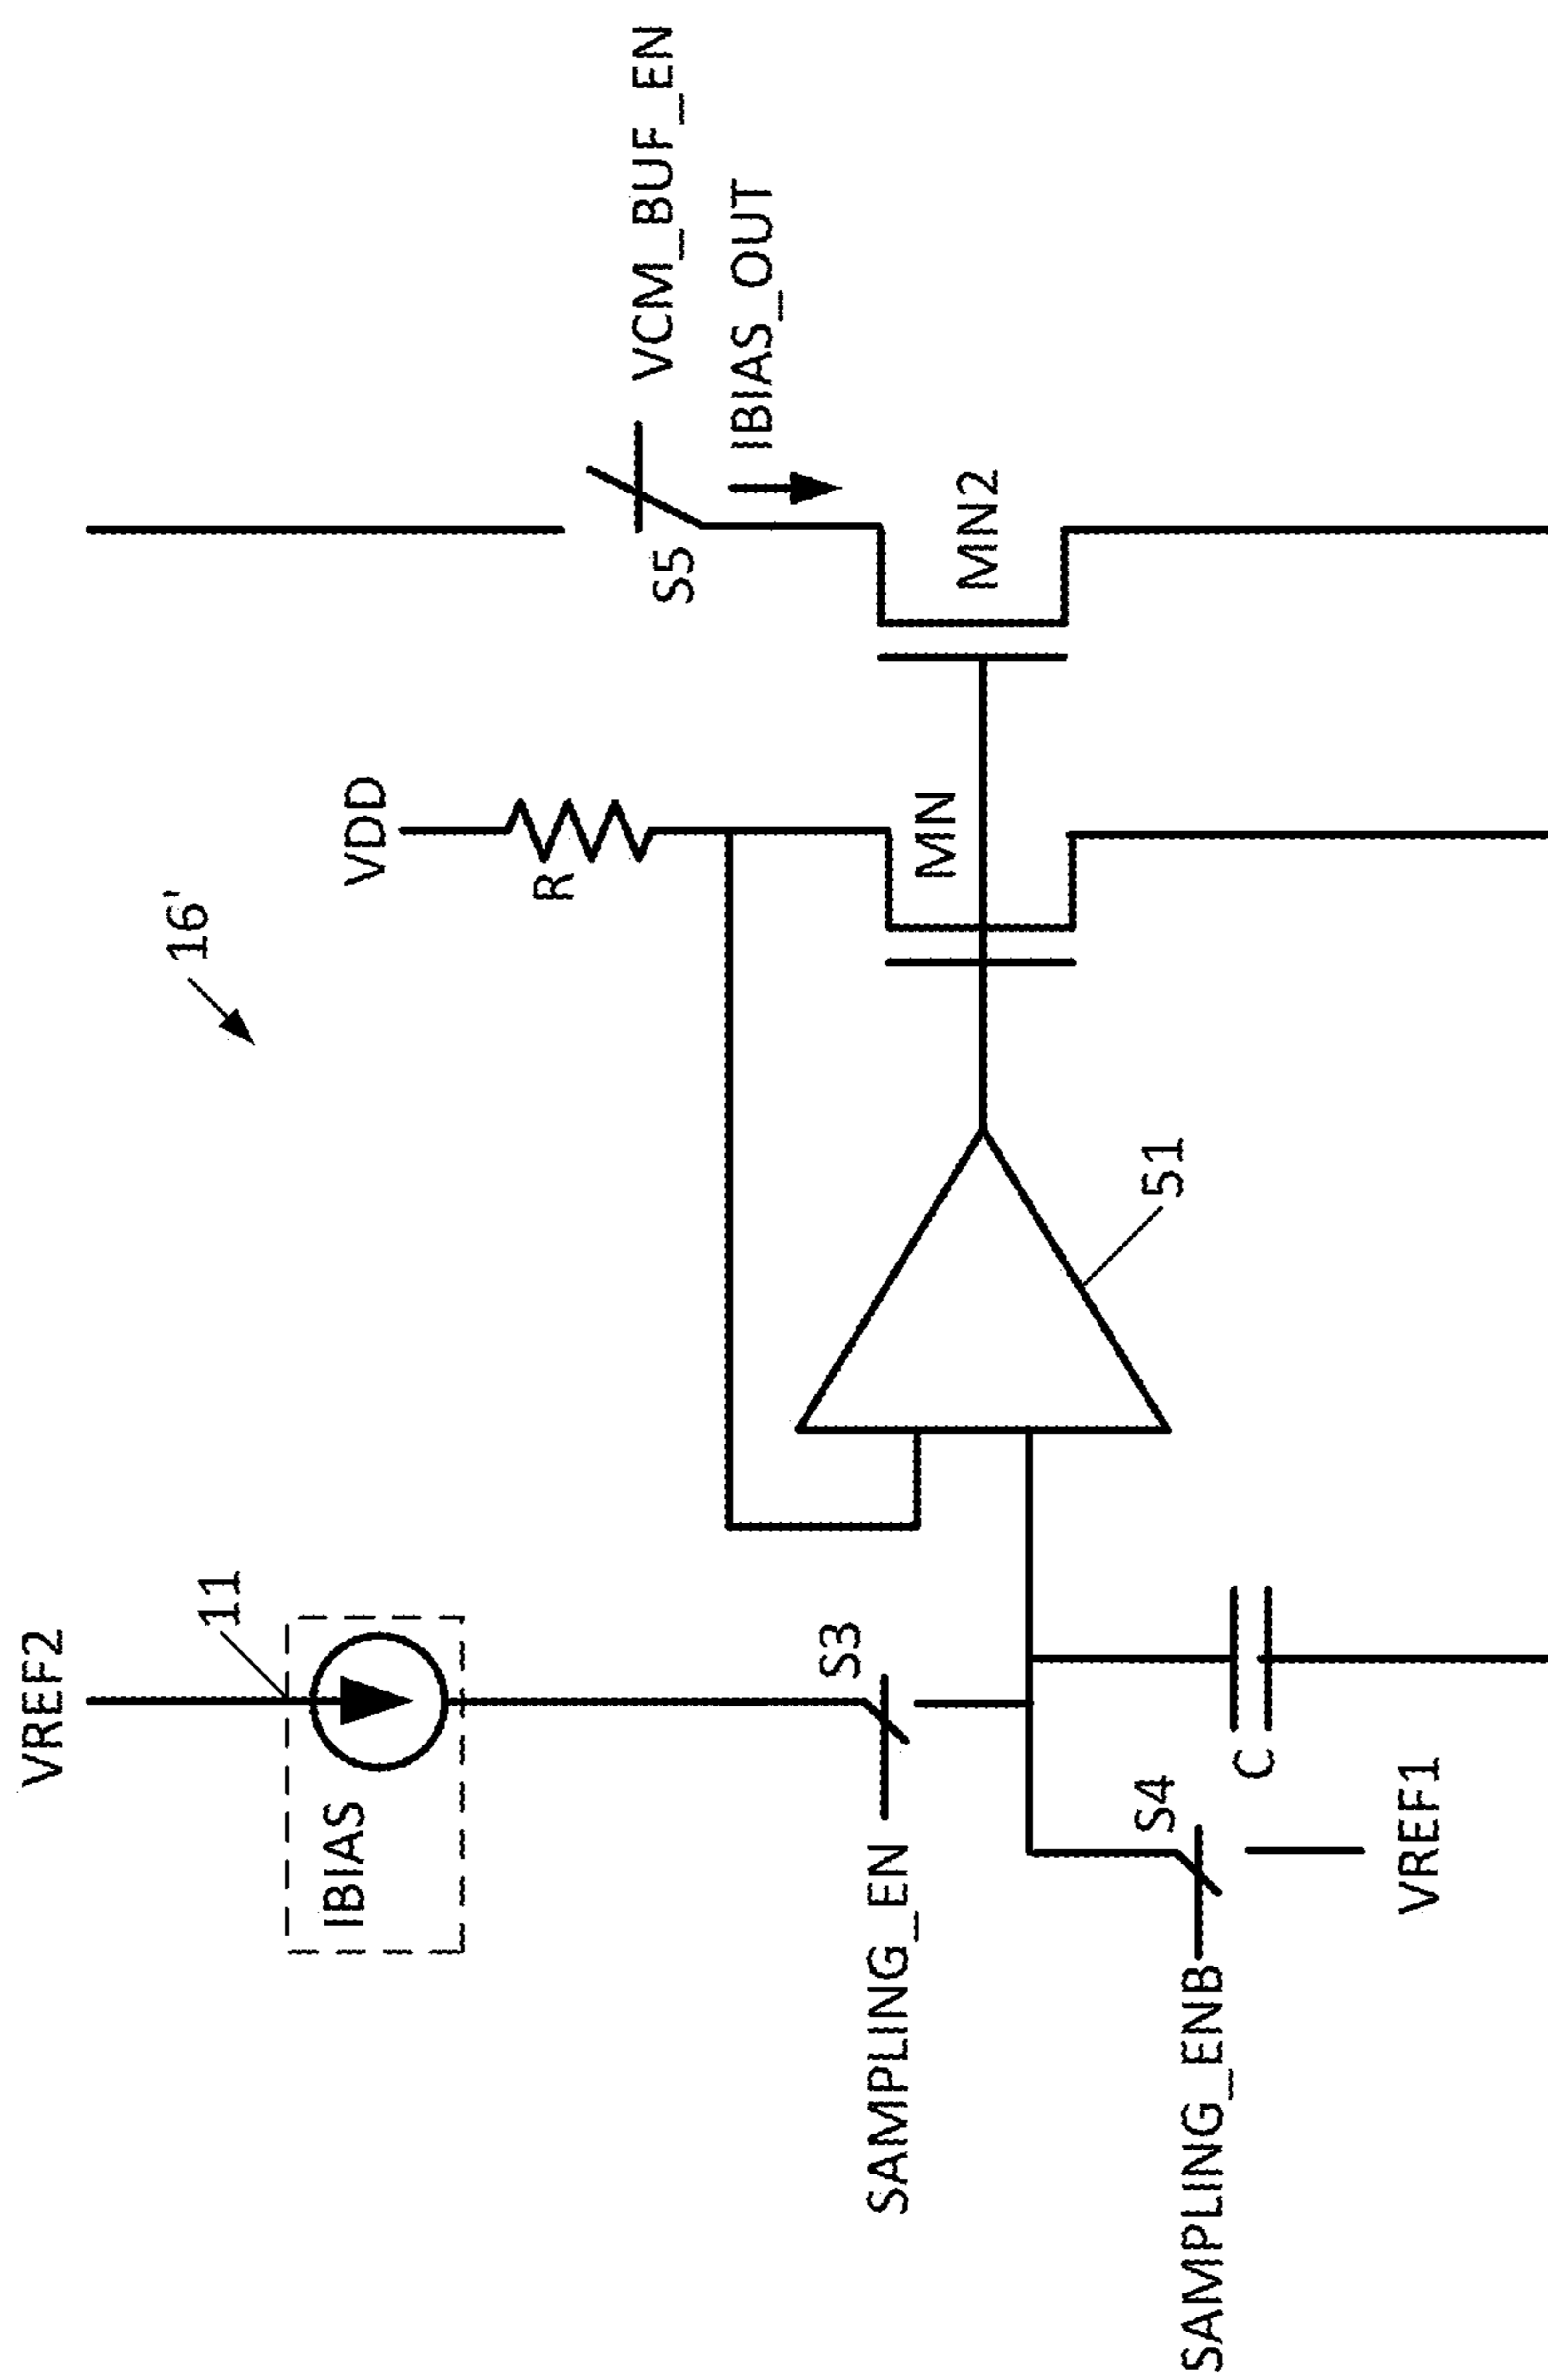 16'
VREF2
11
IBIAS
VDD
R
VCM_BUF_EN
S5
IBIAS_OUT
S3
SAMPLING_EN
MN
MN2
S4
SAMPLING_ENB
51
C
VREF1